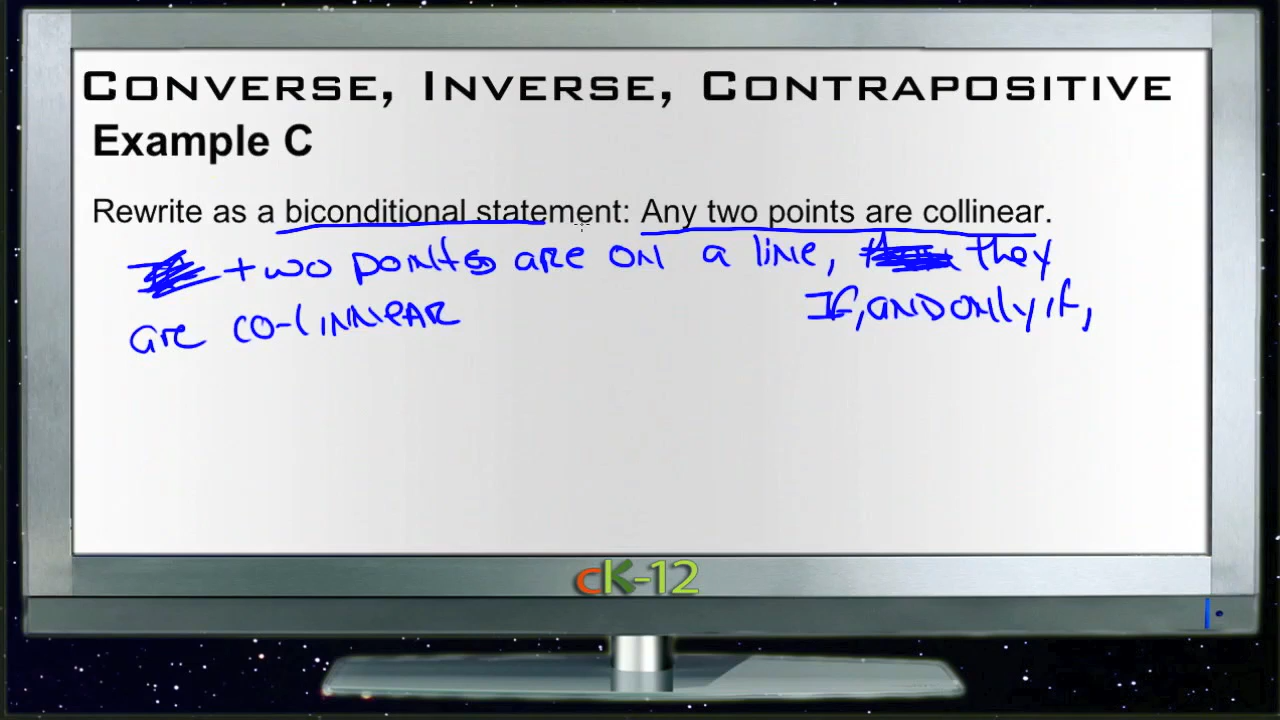 CONVERSE, INVERSE, CONTRAPOSITIVE
Example C
Rewrite as a biconditional statement: Any two points are collinear.
two points are on a line, they
are co-linnear
If, and only if,
cK-12